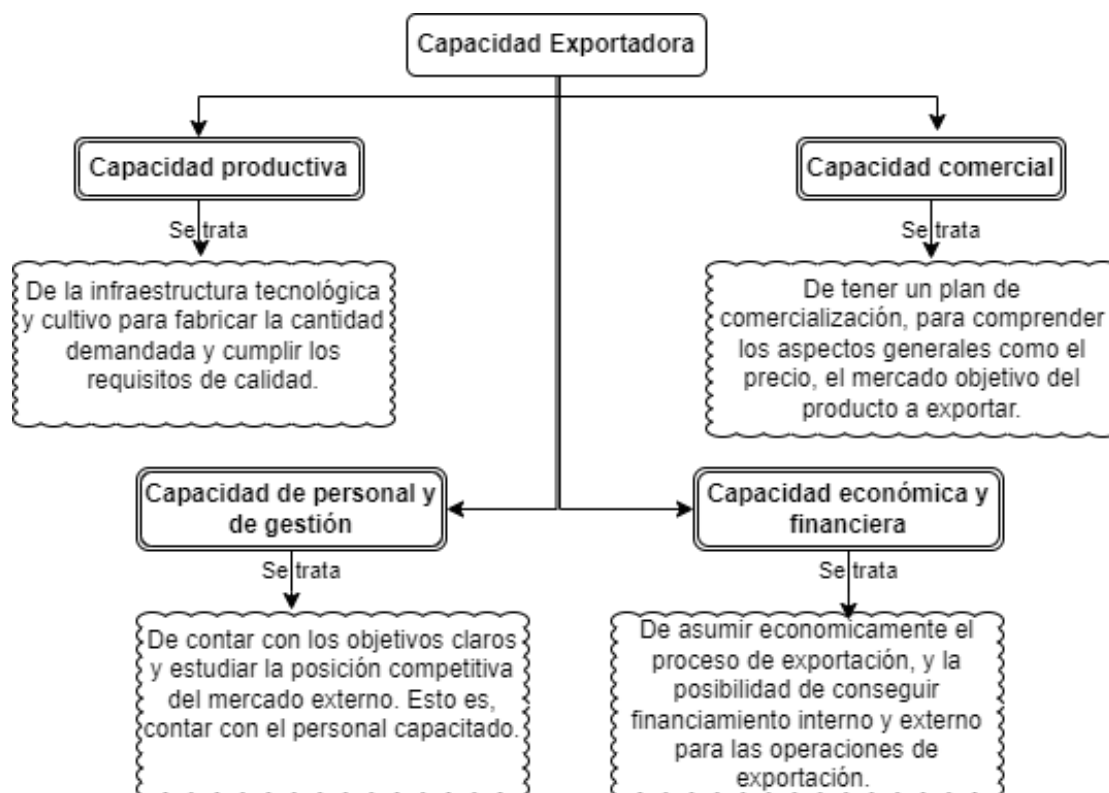 Capacidad Exportadora
Capacidad productiva
Se trata
De la infraestructura tecnológica
y cultivo para fabricar la cantidad
demandada y cumplir los
requisitos de calidad.
Capacidad comercial
Se trata
De tener un plan de
comercialización, para comprender
los aspectos generales como el
precio, el mercado objetivo del
producto a exportar.
Capacidad de personal y
de gestión
Se trata
De contar con los objetivos claros
y estudiar la posición competitiva
del mercado externo. Esto es,
contar con el personal capacitado.
Capacidad económica y
financiera
Se trata
De asumir economicamente el
proceso de exportación, y la
posibilidad de conseguir
financiamiento interno y externo
para las operaciones de
exportación.